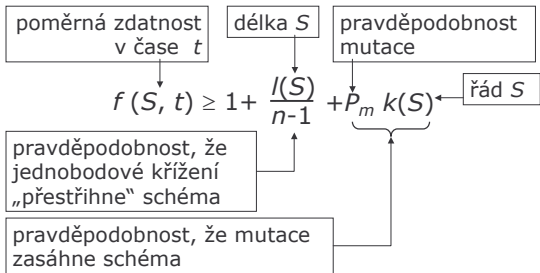 poměrná zdatnost
v čase t
délka S
pravděpodobnost
mutace
řád S
f (S, t) ≥ 1+ l(S)/n-1 +Pm k(S)
pravděpodobnost, že
jednobodové křížení
„přestřihne“ schéma
pravděpodobnost, že mutace
zasáhne schéma